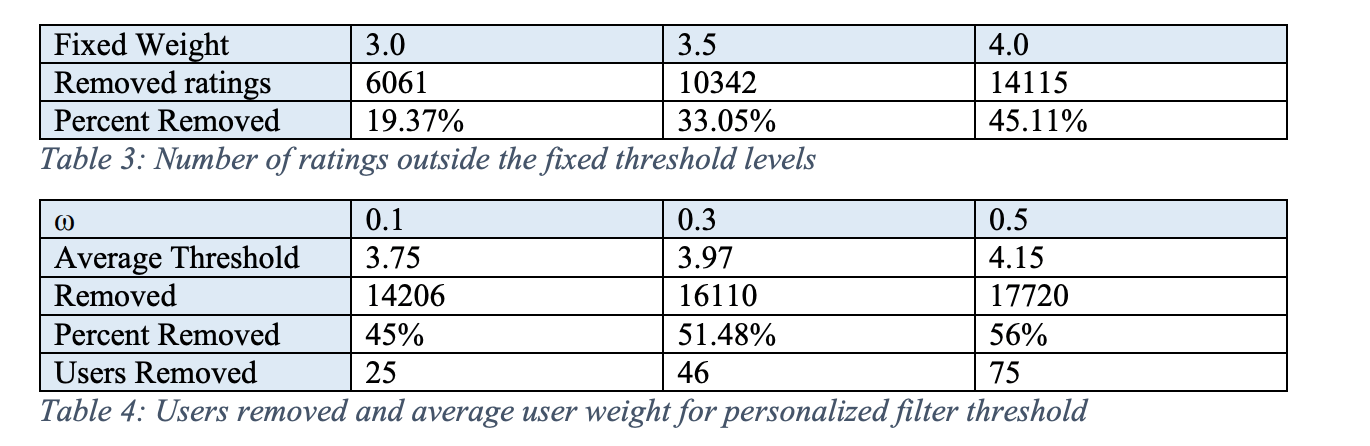 Fixed Weight 3.0 3.5 4.0
Removed ratings 6061 10342 14115
Percent Removed 19.37% 33.05% 45.11%
Table 3: Number of ratings outside the fixed threshold levels
ω 0.1 0.3 0.5
Average Threshold 3.75 3.97 4.15
Removed 14206 16110 17720
Percent Removed 45% 51.48% 56%
Users Removed 25 46 75
Table 4: Users removed and average user weight for personalized filter threshold